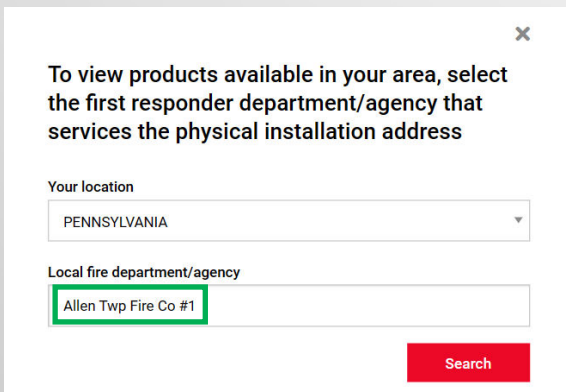 To view products available in your area, select
the first responder department/agency that
services the physical installation address
Your location
PENNSYLVANIA
Local fire department/agency
Allen Twp Fire Co #1
Search